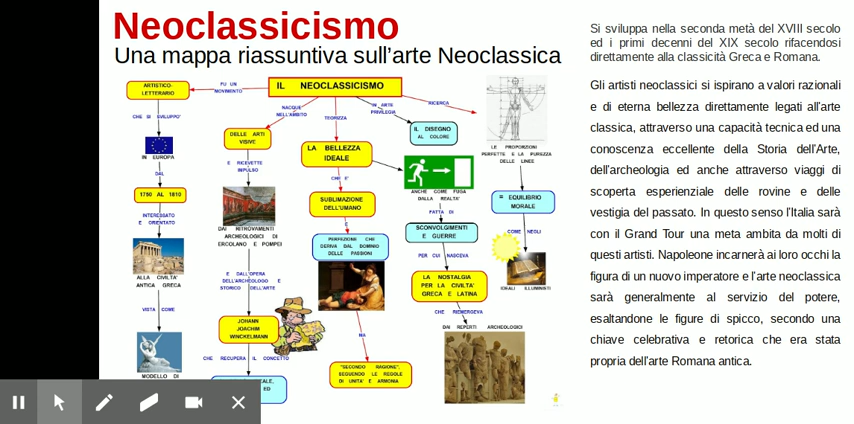 Neoclassicismo
Una mappa riassuntiva sull'arte Neoclassica
ARTISTICO-
LETTERARIO
FU UN
MOVIMENTO
IL NEOCLASSICISMO
CHE SI SVILUPPO'
IN EUROPA
DAL
1750 AL 1810
INTERESSATO
E ORIENTATO
ALLA CIVILTA'
ANTICA GRECA
VISTA COME
MODELLO DI
NACQUE
NELL'AMBITO
DELLE ARTI
VISIVE
E RICEVETTE
IMPULSO
DAI RITROVAMENTI
ARCHEOLOGICI DI
ERCOLANO E POMPEI
E DALL'OPERA
DELL'ARCHEOLOGO E
STORICO DELL'ARTE
JOHANN
JOACHIM
WINCKELMANN
CHE RECUPERA IL CONCETTO
TEORIZZA
LA BELLEZZA
IDEALE
CHE E'
SUBLIMAZIONE
DELL'UMANO
E
PERFEZIONE CHE
DERIVA DAL DOMINIO
DELLE PASSIONI
MA
"SECONDO RAGIONE",
SEGUENDO LE REGOLE
DI UNITA' E ARMONIA
IN ARTE
PRIVILEGIA
IL DISEGNO
AL COLORE
ANCHE COME FUGA
DALLA REALTA'
FATTA DI
SCONVOLGIMENTI
E GUERRE
PER CUI NASCEVA
LA NOSTALGIA
PER LA CIVILTA'
GRECA E LATINA
CHE RIEMERGEVA
DAI REPERTI ARCHEOLOGICI
RICERCA
LE PROPORZIONI
PERFETTE E LA PUREZZA
DELLE LINEE
= EQUILIBRIO
MORALE
COME NEGLI
IDEALI ILLUMINISTI
Si sviluppa nella seconda metà del XVIII secolo
ed i primi decenni del XIX secolo rifacendosi
direttamente alla classicità Greca e Romana.
Gli artisti neoclassici si ispirano a valori razionali
e di eterna bellezza direttamente legati all'arte
classica, attraverso una capacità tecnica ed una
conoscenza eccellente della Storia dell'Arte,
dell'archeologia ed anche attraverso viaggi di
scoperta esperienziale delle rovine e delle
vestigia del passato. In questo senso l'Italia sarà
con il Grand Tour una meta ambita da molti di
questi artisti. Napoleone incarnerà ai loro occhi la
figura di un nuovo imperatore e l'arte neoclassica
sarà generalmente al servizio del potere,
esaltandone le figure di spicco, secondo una
chiave celebrativa e retorica che era stata
propria dell'arte Romana antica.